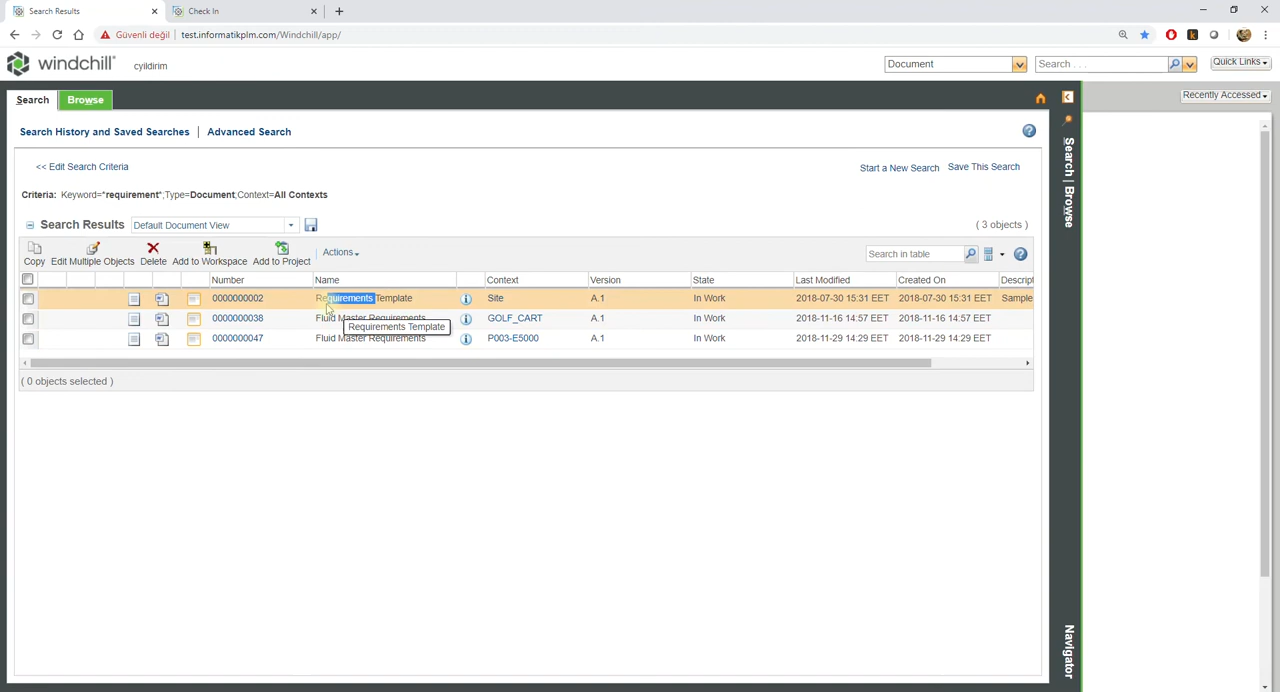 Search Results
Check In
Güvenli değil
test.informatikplm.com/Windchill/app/
windchill
cyildirim
Document
Search . . .
Quick Links
Search
Browse
Recently Accessed
Search History and Saved Searches | Advanced Search
<< Edit Search Criteria
Start a New Search
Save This Search
Criteria: Keyword=*requirement*;Type=Document;Context=All Contexts
Search Results
Default Document View
( 3 objects )
Copy
Edit Multiple Objects
Delete
Add to Workspace
Add to Project
Actions
Search in table
Number Name Context Version State Last Modified Created On Descript
0000000002 Requirements Template Site A.1 In Work 2018-07-30 15:31 EET 2018-07-30 15:31 EET Sample
0000000038 Fluid Master Requirements GOLF_CART A.1 In Work 2018-11-16 14:57 EET 2018-11-16 14:57 EET
Requirements Template
0000000047 Fluid Master Requirements P003-E5000 A.1 In Work 2018-11-29 14:29 EET 2018-11-29 14:29 EET
( 0 objects selected )
Search | Browse
Navigator